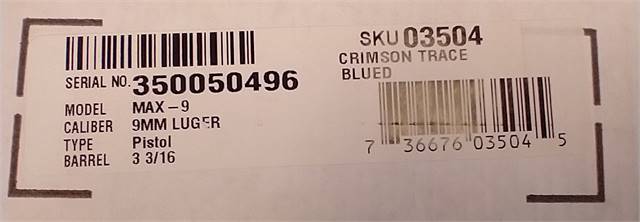 SERIAL NO. 350050496
MODEL MAX-9
CALIBER 9MM LUGER
TYPE Pistol
BARREL 3 3/16
SKU 03504
CRIMSON TRACE
BLUED
7 36676 03504 5